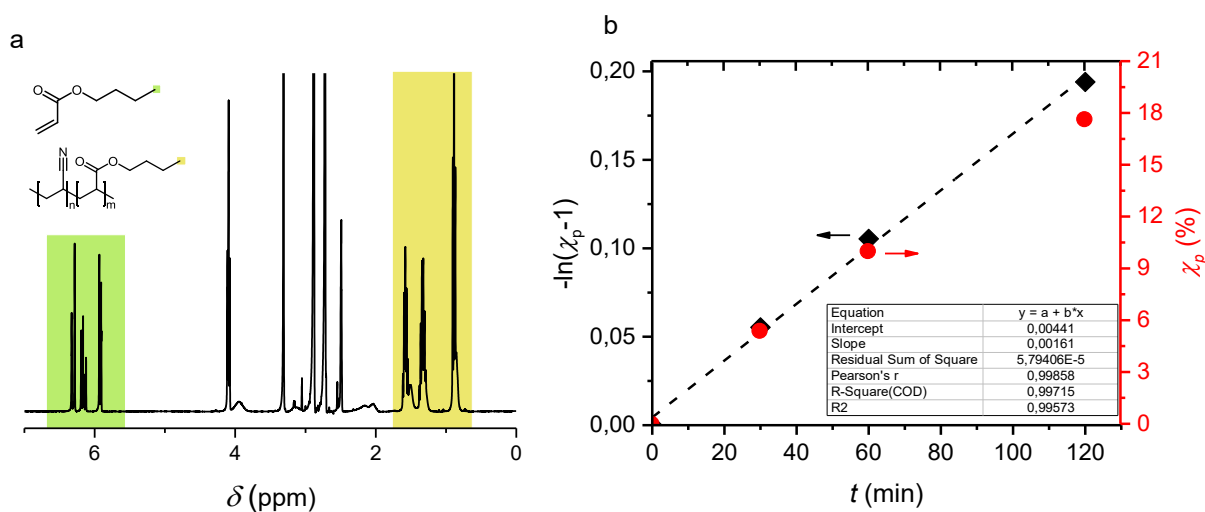 a
O
O
N
O
O
n
m
6
4
2
0
δ (ppm)
b
0,20
0,15
0,10
0,05
0,00
-ln(χp-1)
0
20
40
60
80
100
120
t (min)
21
18
15
12
9
6
3
0
χp (%)
Equation y = a + b*x
Intercept 0,00441
Slope 0,00161
Residual Sum of Square 5,79406E-5
Pearson's r 0,99858
R-Square(COD) 0,99715
R2 0,99573